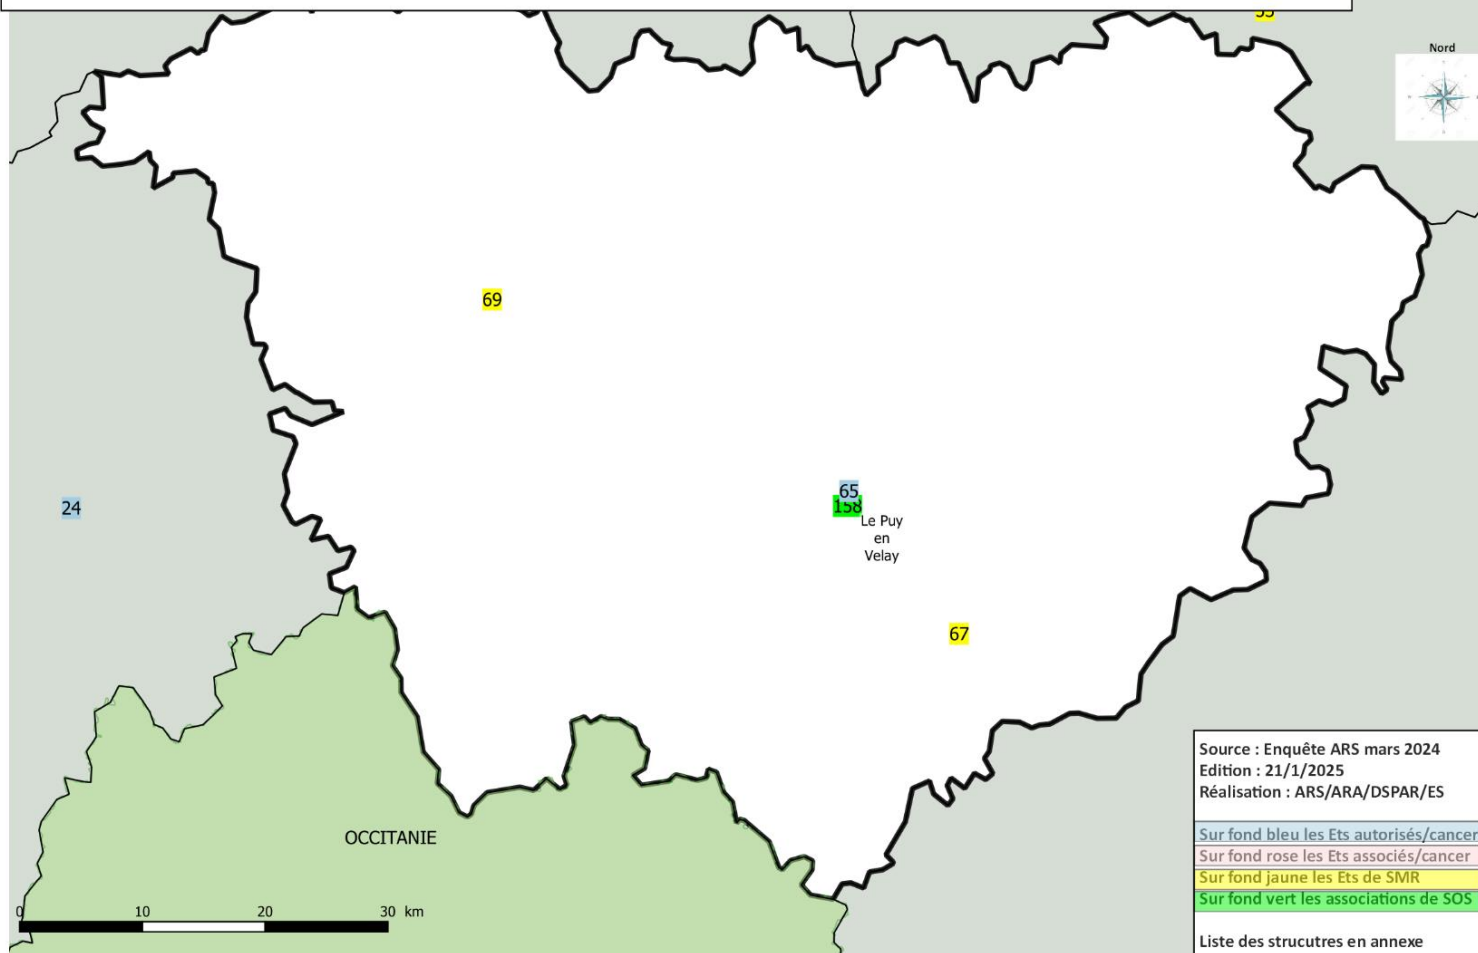 55
Nord
69
65
24
158
Le Puy
en
Velay
67
Source : Enquête ARS mars 2024
Edition : 21/1/2025
Réalisation : ARS/ARA/DSPAR/ES
Sur fond bleu les Ets autorisés/cancer
Sur fond rose les Ets associés/cancer
OCCITANIE
Sur fond jaune les Ets de SMR
Sur fond vert les associations de SOS
0 10 20 30 km
Liste des strucutres en annexe